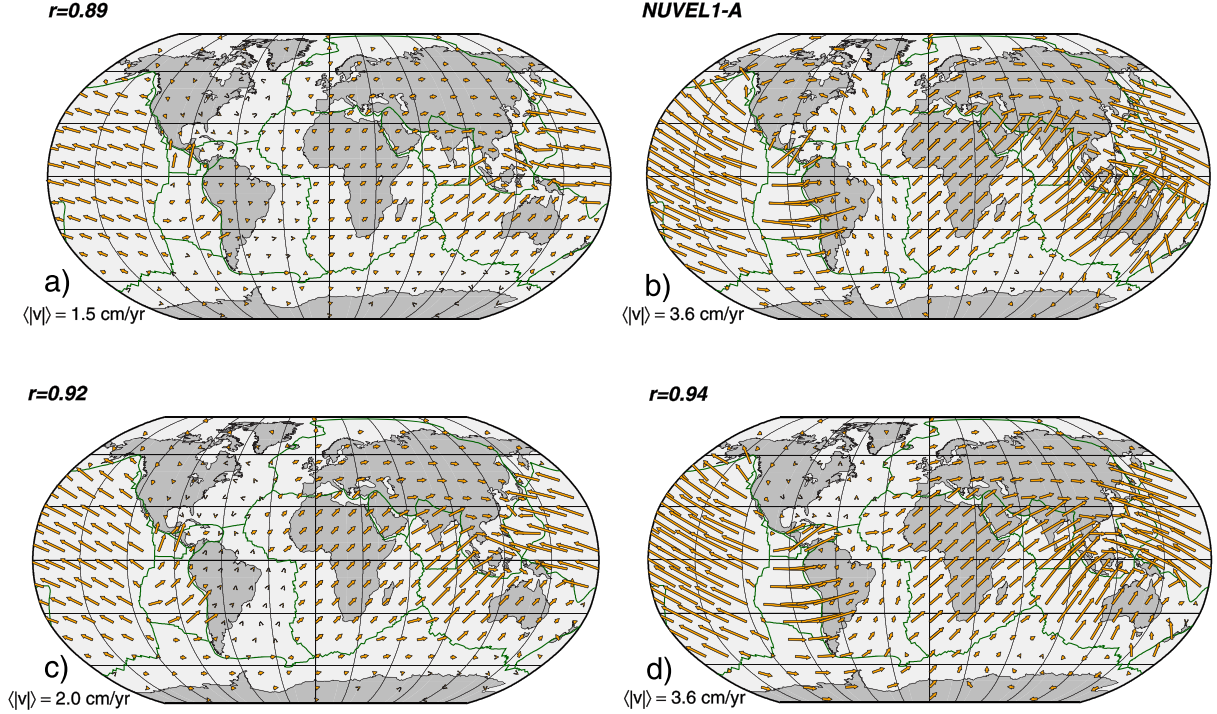 r=0.89
NUVEL1-A
a)
⟨|v|⟩ = 1.5 cm/yr
b)
⟨|v|⟩ = 3.6 cm/yr
r=0.92
r=0.94
c)
⟨|v|⟩ = 2.0 cm/yr
d)
⟨|v|⟩ = 3.6 cm/yr